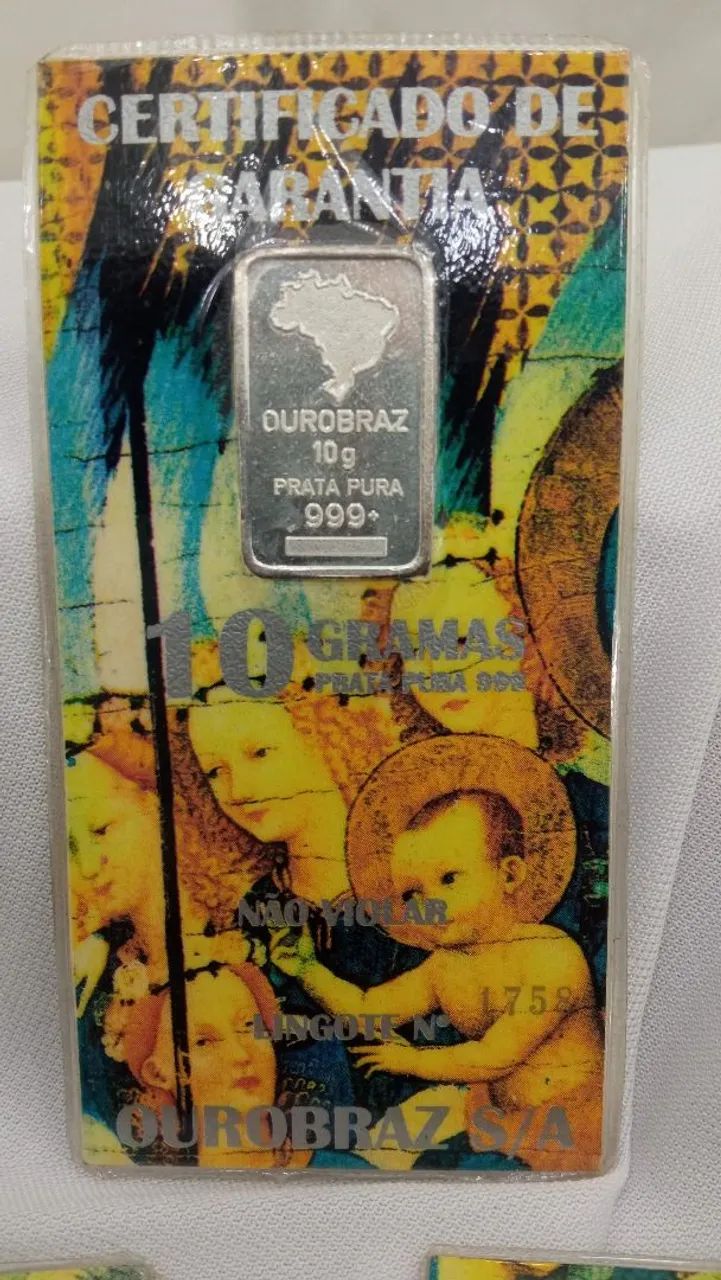 CERTIFICADO DE
GARANTIA
OUROBRAZ
10g
PRATA PURA
999+
10 GRAMAS
PRATA PURA 999
NÃO VIOLAR
LINGOTE Nº 1758
OUROBRAZ S/A